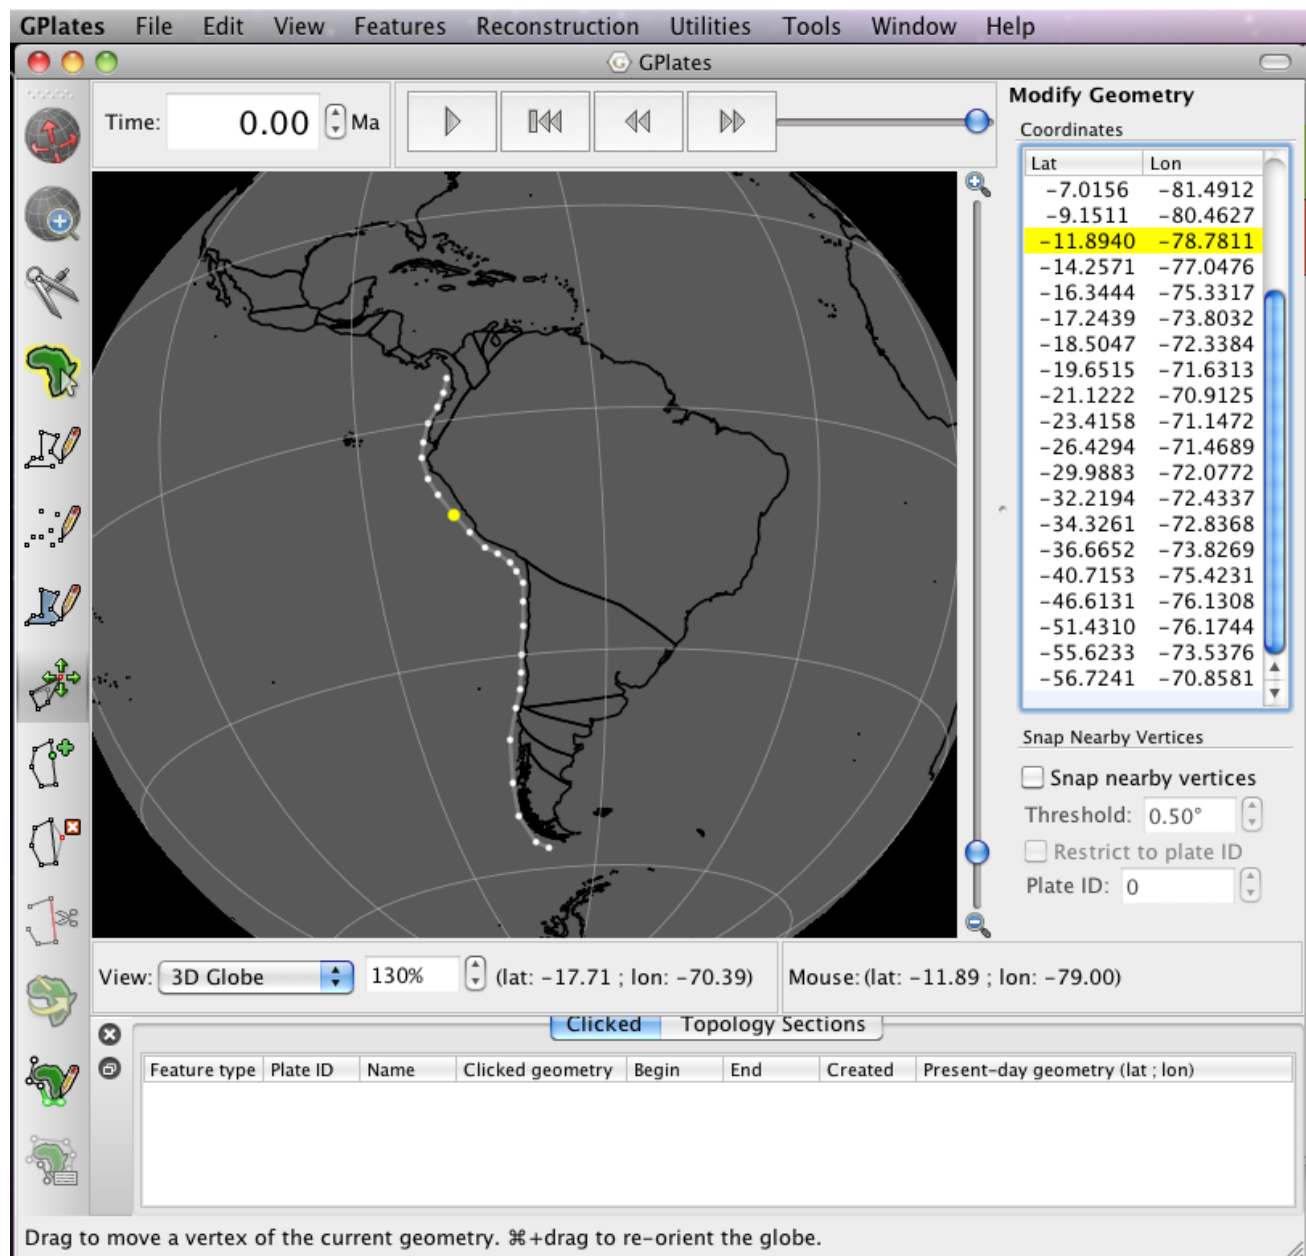 GPlates File Edit View Features Reconstruction Utilities Tools Window Help
GPlates
Time: 0.00 Ma
Modify Geometry
Coordinates
Lat Lon
-7.0156 -81.4912
-9.1511 -80.4627
-11.8940 -78.7811
-14.2571 -77.0476
-16.3444 -75.3317
-17.2439 -73.8032
-18.5047 -72.3384
-19.6515 -71.6313
-21.1222 -70.9125
-23.4158 -71.1472
-26.4294 -71.4689
-29.9883 -72.0772
-32.2194 -72.4337
-34.3261 -72.8368
-36.6652 -73.8269
-40.7153 -75.4231
-46.6131 -76.1308
-51.4310 -76.1744
-55.6233 -73.5376
-56.7241 -70.8581
Snap Nearby Vertices
Snap nearby vertices
Threshold: 0.50°
Restrict to plate ID
Plate ID: 0
View: 3D Globe 130% (lat: -17.71 ; lon: -70.39) Mouse: (lat: -11.89 ; lon: -79.00)
Clicked Topology Sections
Feature type Plate ID Name Clicked geometry Begin End Created Present-day geometry (lat ; lon)
Drag to move a vertex of the current geometry. ⌘+drag to re-orient the globe.